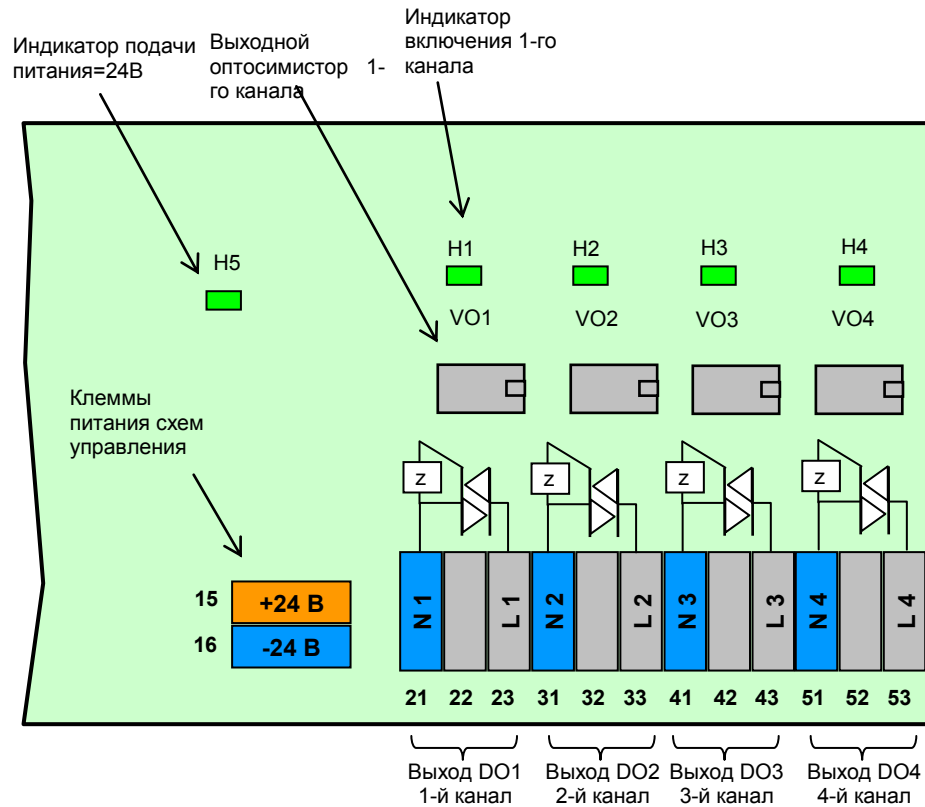 Индикатор подачи
питания=24В
Выходной
оптосимистор 1-
го канала
Индикатор
включения 1-го
канала
H5
H1
H2
H3
H4
VO1
VO2
VO3
VO4
Клеммы
питания схем
управления
z
z
z
z
15
+24 В
16
-24 В
N 1
L 1
N 2
L 2
N 3
L 3
N 4
L 4
21 22 23 31 32 33 41 42 43 51 52 53
Выход DO1
1-й канал
Выход DO2
2-й канал
Выход DO3
3-й канал
Выход DO4
4-й канал